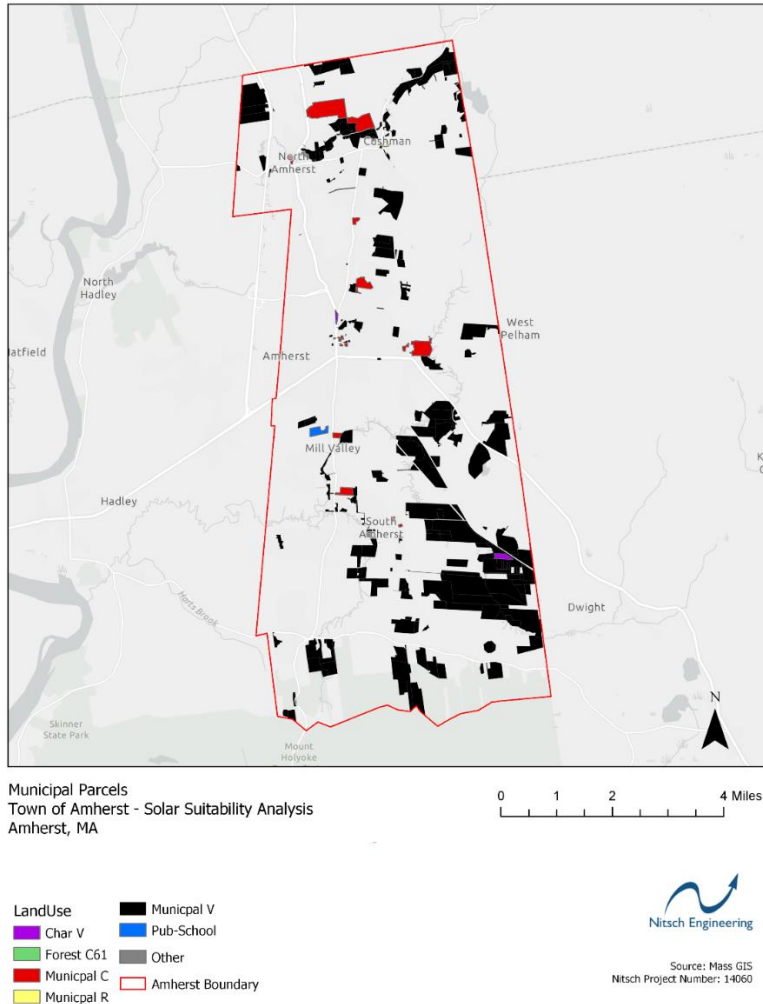 Cushman
North
Amherst
North
Hadley
West
Pelham
Amherst
Mill Valley
Hadley
South
Amherst
Dwight
Harts Brook
Skinner
State Park
Mount
Holyoke
N
Municipal Parcels
Town of Amherst - Solar Suitability Analysis
Amherst, MA
0 1 2 4 Miles
LandUse
Char V
Forest C61
Municpal C
Municpal R
Municpal V
Pub-School
Other
Amherst Boundary
Nitsch Engineering
Source: Mass GIS
Nitsch Project Number: 14060